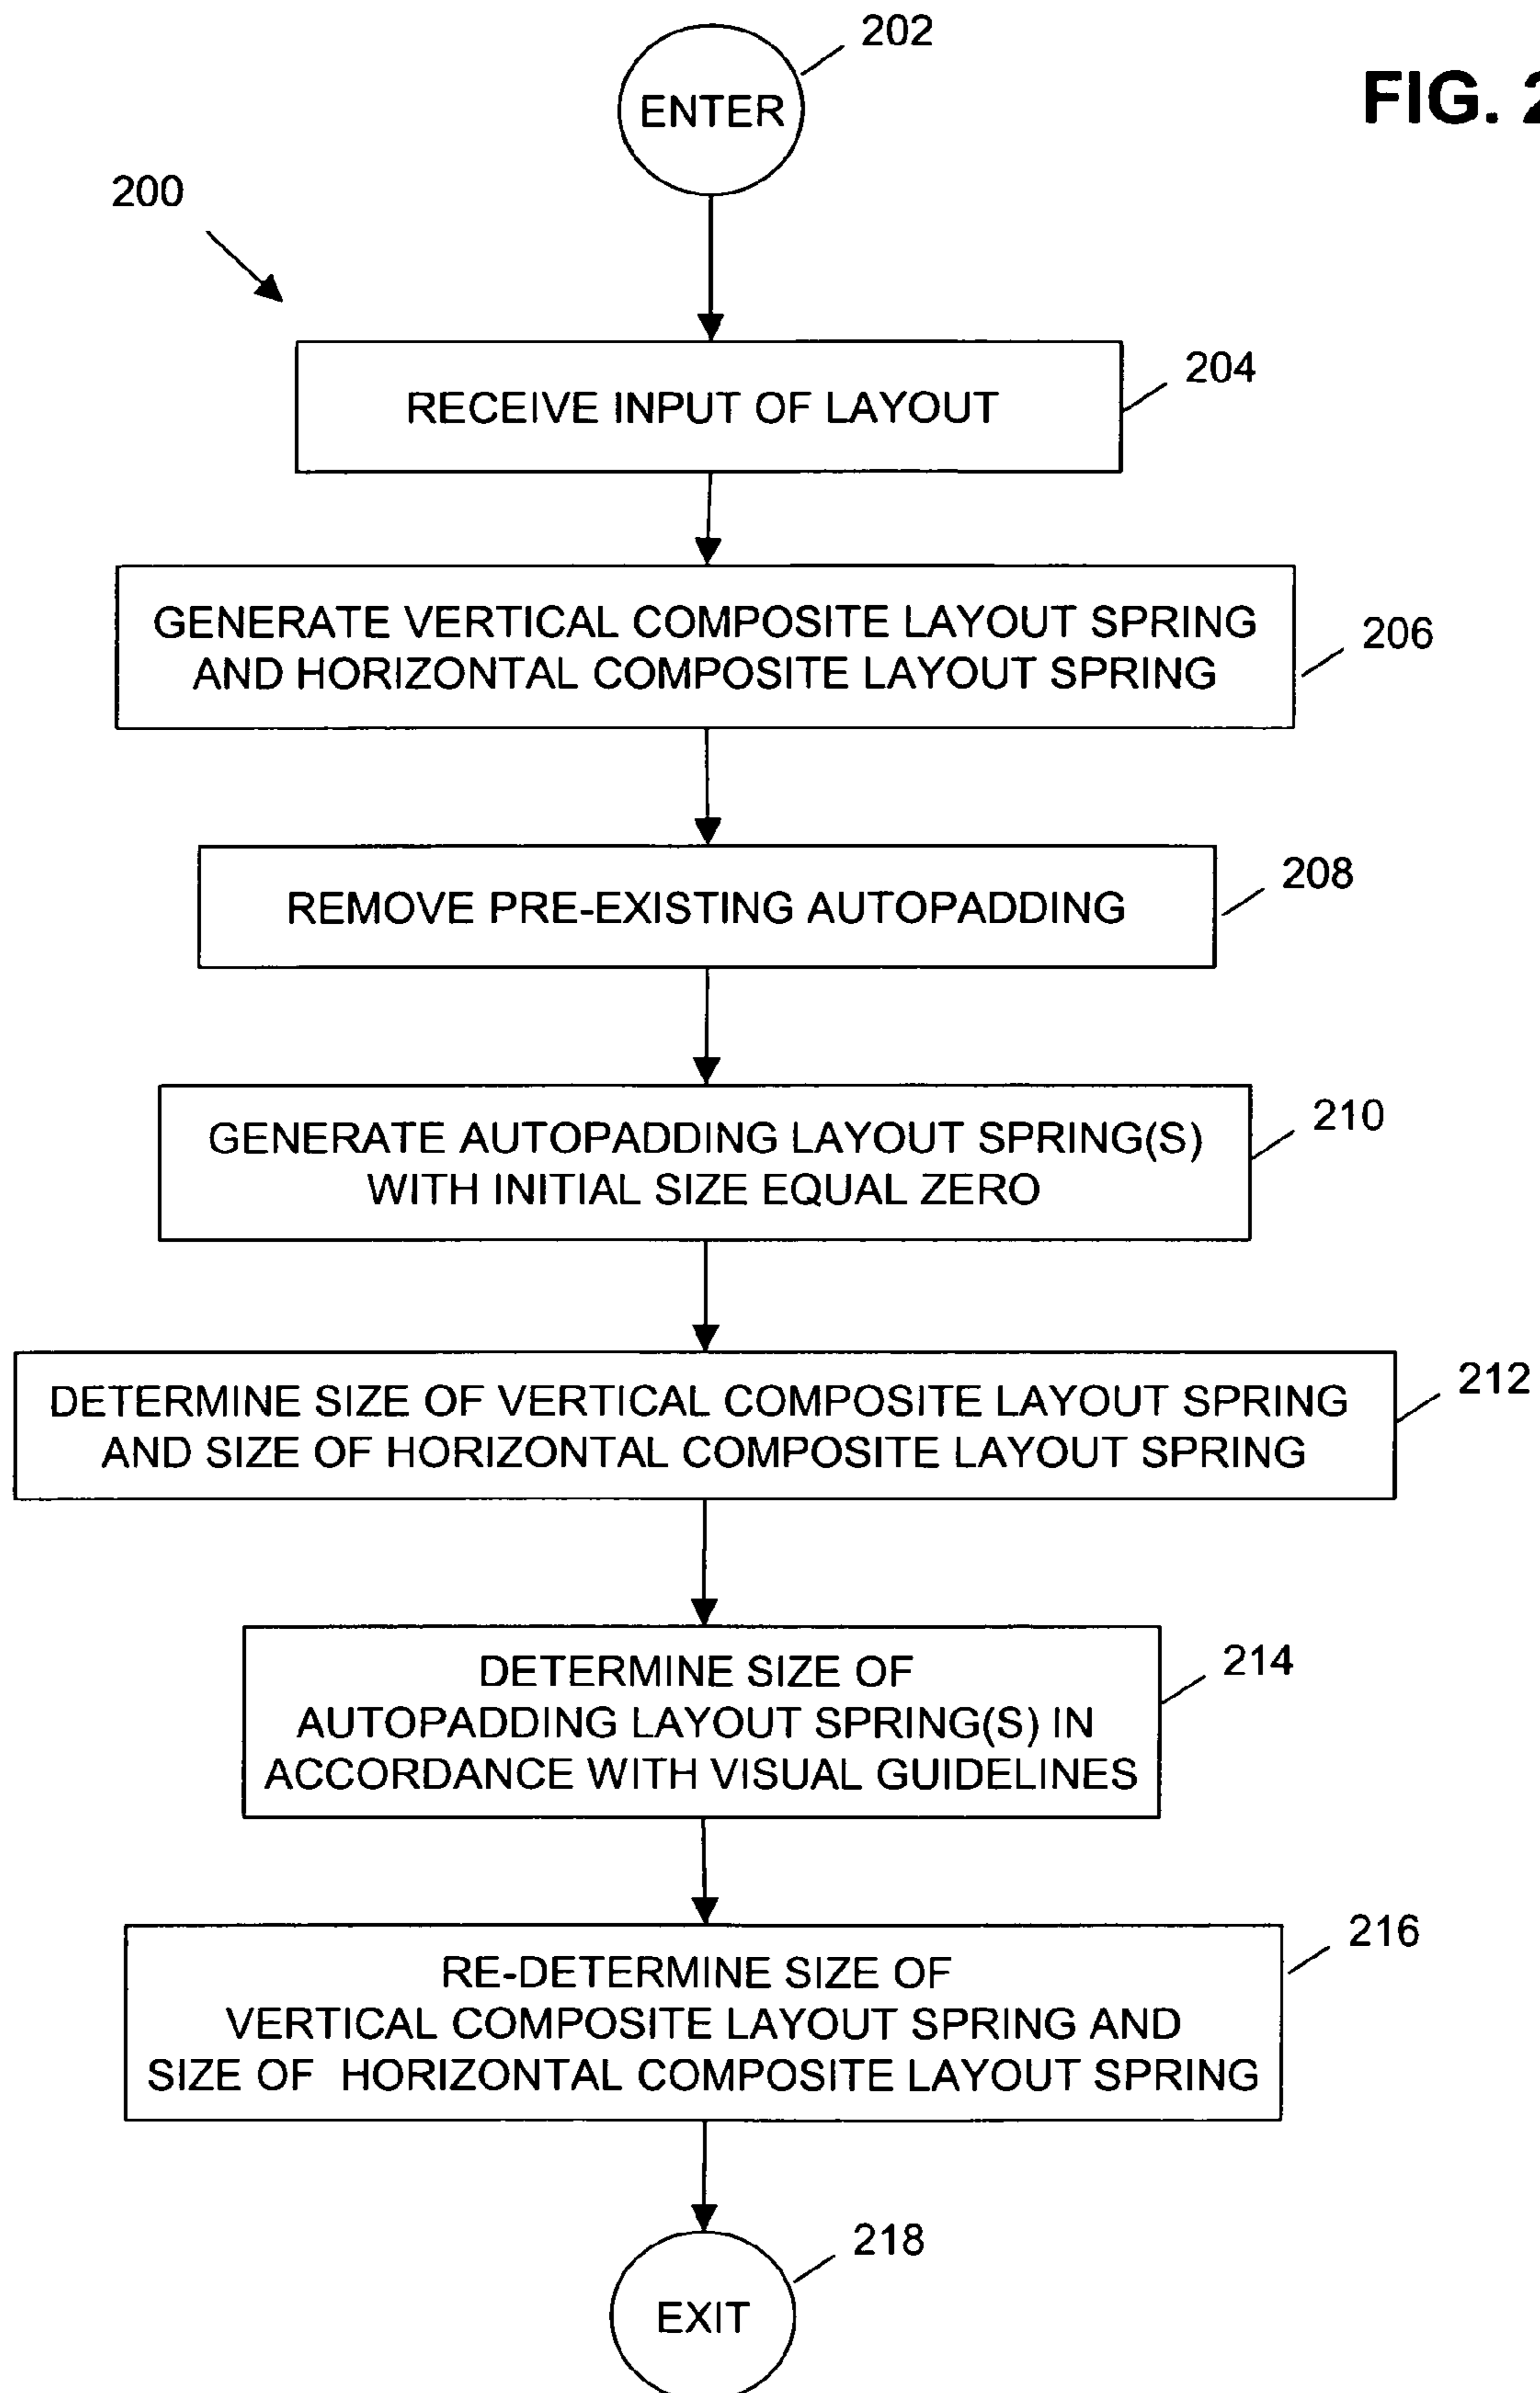 202
FIG. 2
ENTER
200
204
RECEIVE INPUT OF LAYOUT
GENERATE VERTICAL COMPOSITE LAYOUT SPRING
AND HORIZONTAL COMPOSITE LAYOUT SPRING
206
208
REMOVE PRE-EXISTING AUTOPADDING
210
GENERATE AUTOPADDING LAYOUT SPRING(S)
WITH INITIAL SIZE EQUAL ZERO
212
DETERMINE SIZE OF VERTICAL COMPOSITE LAYOUT SPRING
AND SIZE OF HORIZONTAL COMPOSITE LAYOUT SPRING
214
DETERMINE SIZE OF
AUTOPADDING LAYOUT SPRING(S) IN
ACCORDANCE WITH VISUAL GUIDELINES
216
RE-DETERMINE SIZE OF
VERTICAL COMPOSITE LAYOUT SPRING AND
SIZE OF HORIZONTAL COMPOSITE LAYOUT SPRING
218
EXIT